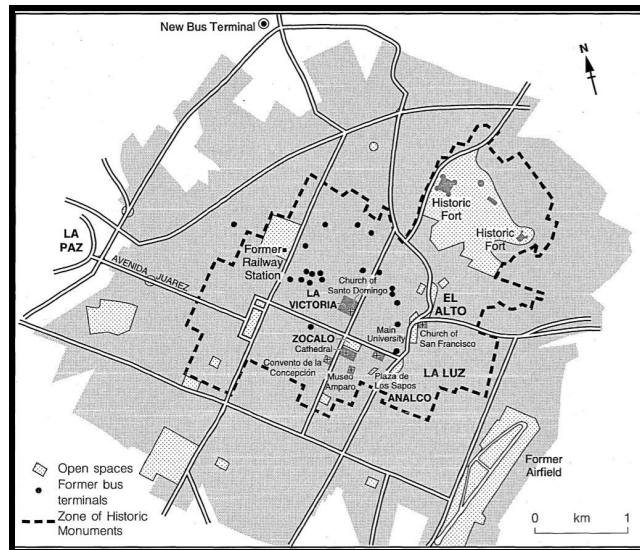 New Bus Terminal
N
Historic
Fort
Historic
Fort
LA
PAZ
AVENIDA JUAREZ
Former
Railway
Station
LA
VICTORIA
Church of
Santo Domingo
EL
ALTO
ZOCALO
Cathedral
Main
University
Church of
San Francisco
Convento de la
Concepción
Museo
Amparo
Plaza de
Los Sapos
LA LUZ
ANALCO
Former
Airfield
Open spaces
Former bus
terminals
Zone of Historic
Monuments
0 km 1